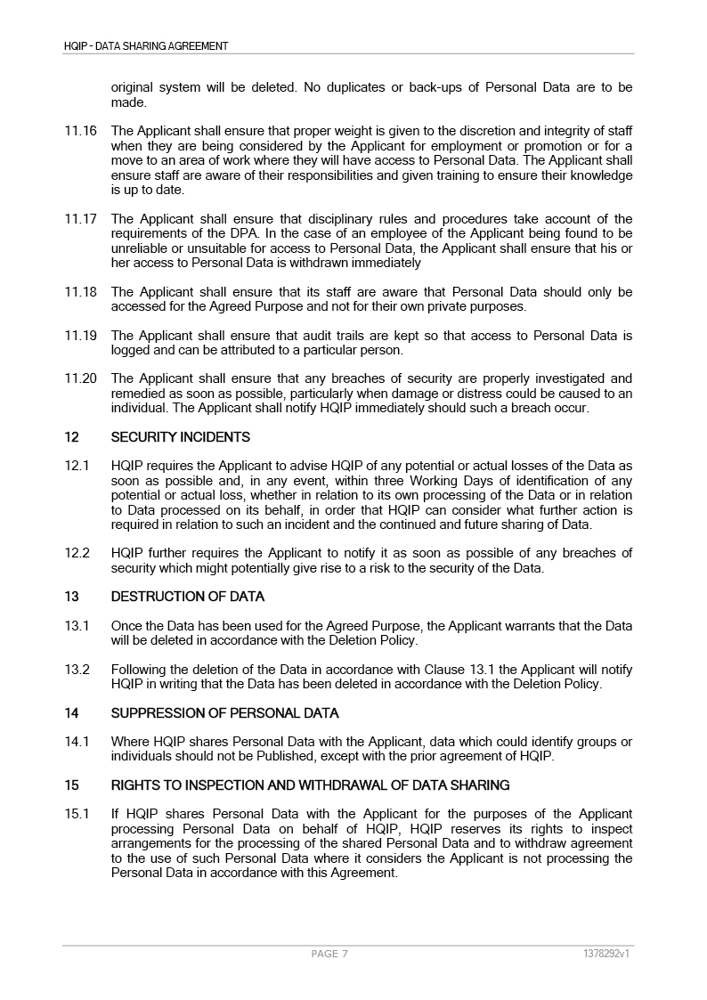 HQIP - DATA SHARING AGREEMENT
original system will be deleted. No duplicates or back-ups of Personal Data are to be
made.
11.16 The Applicant shall ensure that proper weight is given to the discretion and integrity of staff
when they are being considered by the Applicant for employment or promotion or for a
move to an area of work where they will have access to Personal Data. The Applicant shall
ensure staff are aware of their responsibilities and given training to ensure their knowledge
is up to date.
11.17 The Applicant shall ensure that disciplinary rules and procedures take account of the
requirements of the DPA. In the case of an employee of the Applicant being found to be
unreliable or unsuitable for access to Personal Data, the Applicant shall ensure that his or
her access to Personal Data is withdrawn immediately
11.18 The Applicant shall ensure that its staff are aware that Personal Data should only be
accessed for the Agreed Purpose and not for their own private purposes.
11.19 The Applicant shall ensure that audit trails are kept so that access to Personal Data is
logged and can be attributed to a particular person.
11.20 The Applicant shall ensure that any breaches of security are properly investigated and
remedied as soon as possible, particularly when damage or distress could be caused to an
individual. The Applicant shall notify HQIP immediately should such a breach occur.
12 SECURITY INCIDENTS
12.1 HQIP requires the Applicant to advise HQIP of any potential or actual losses of the Data as
soon as possible and, in any event, within three Working Days of identification of any
potential or actual loss, whether in relation to its own processing of the Data or in relation
to Data processed on its behalf, in order that HQIP can consider what further action is
required in relation to such an incident and the continued and future sharing of Data.
12.2 HQIP further requires the Applicant to notify it as soon as possible of any breaches of
security which might potentially give rise to a risk to the security of the Data.
13 DESTRUCTION OF DATA
13.1 Once the Data has been used for the Agreed Purpose, the Applicant warrants that the Data
will be deleted in accordance with the Deletion Policy.
13.2 Following the deletion of the Data in accordance with Clause 13.1 the Applicant will notify
HQIP in writing that the Data has been deleted in accordance with the Deletion Policy.
14 SUPPRESSION OF PERSONAL DATA
14.1 Where HQIP shares Personal Data with the Applicant, data which could identify groups or
individuals should not be Published, except with the prior agreement of HQIP.
15 RIGHTS TO INSPECTION AND WITHDRAWAL OF DATA SHARING
15.1 If HQIP shares Personal Data with the Applicant for the purposes of the Applicant
processing Personal Data on behalf of HQIP, HQIP reserves its rights to inspect
arrangements for the processing of the shared Personal Data and to withdraw agreement
to the use of such Personal Data where it considers the Applicant is not processing the
Personal Data in accordance with this Agreement.
PAGE 7 1378292v1